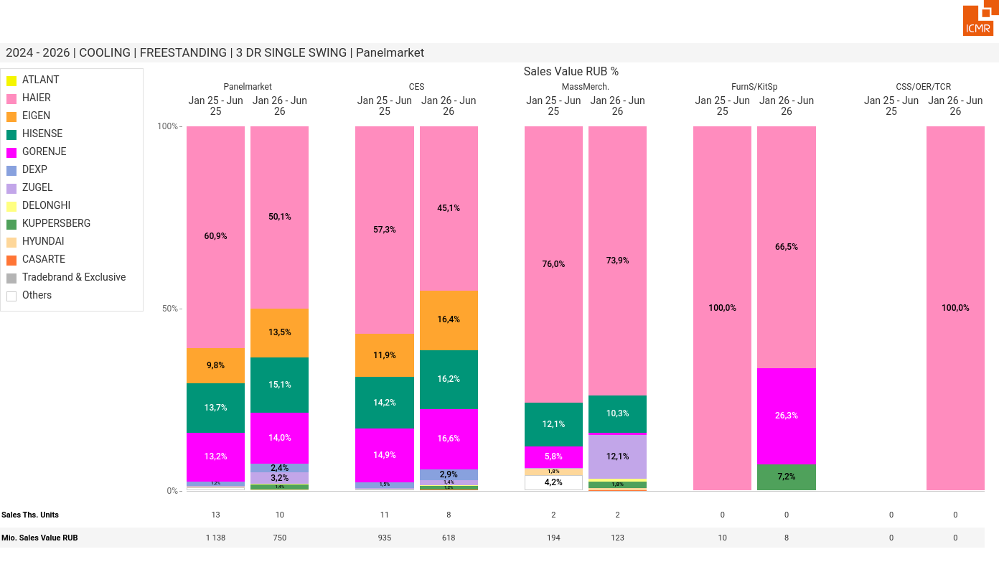 ICMR
2024 - 2026 | COOLING | FREESTANDING | 3 DR SINGLE SWING | Panelmarket
ATLANT
HAIER
EIGEN
HISENSE
GORENJE
DEXP
ZUGEL
DELONGHI
KUPPERSBERG
HYUNDAI
CASARTE
Tradebrand & Exclusive
Others
Sales Value RUB %
Panelmarket CES MassMerch. FurnS/KitSp CSS/OER/TCR
Jan 25 - Jun 25 Jan 26 - Jun 26 Jan 25 - Jun 25 Jan 26 - Jun 26 Jan 25 - Jun 25 Jan 26 - Jun 26 Jan 25 - Jun 25 Jan 26 - Jun 26 Jan 25 - Jun 25 Jan 26 - Jun 26
100%
50%
0%
60,9%
9,8%
13,7%
13,2%
1,2%
50,1%
13,5%
15,1%
14,0%
2,4%
3,2%
1,4%
57,3%
11,9%
14,2%
14,9%
1,5%
45,1%
16,4%
16,2%
16,6%
2,9%
1,4%
1,2%
76,0%
12,1%
5,8%
1,8%
4,2%
73,9%
10,3%
12,1%
1,8%
100,0%
66,5%
26,3%
7,2%
100,0%
Sales Ths. Units 13 10 11 8 2 2 0 0 0 0
Mio. Sales Value RUB 1 138 750 935 618 194 123 10 8 0 0